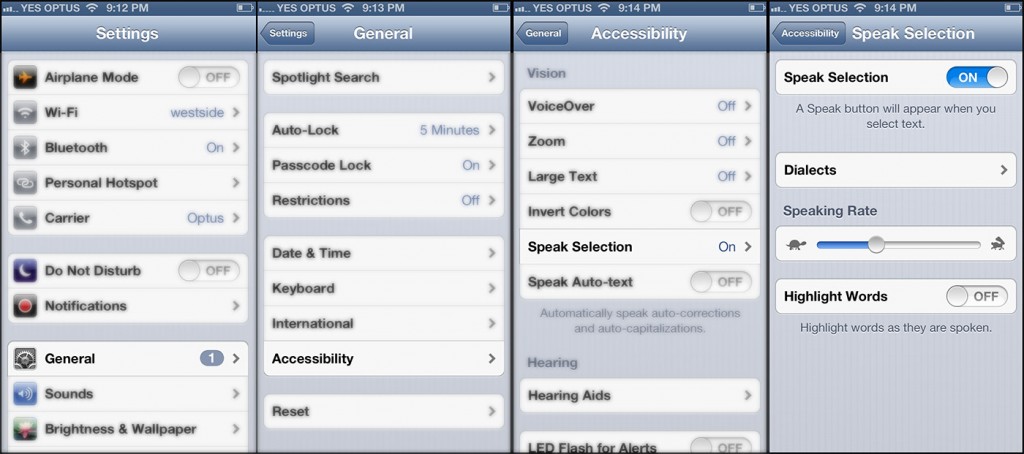 YES OPTUS 9:12 PM
Settings
Airplane Mode OFF
Wi-Fi westside
Bluetooth On
Personal Hotspot
Carrier Optus
Do Not Disturb OFF
Notifications
General 1
Sounds
Brightness & Wallpaper
YES OPTUS 9:13 PM
Settings General
Spotlight Search
Auto-Lock 5 Minutes
Passcode Lock On
Restrictions Off
Date & Time
Keyboard
International
Accessibility
Reset
YES OPTUS 9:14 PM
General Accessibility
Vision
VoiceOver Off
Zoom Off
Large Text Off
Invert Colors OFF
Speak Selection On
Speak Auto-text OFF
Automatically speak auto-corrections
and auto-capitalizations.
Hearing
Hearing Aids
LED Flash for Alerts OFF
YES OPTUS 9:14 PM
Accessibility Speak Selection
Speak Selection ON
A Speak button will appear when you
select text.
Dialects
Speaking Rate
Highlight Words OFF
Highlight words as they are spoken.